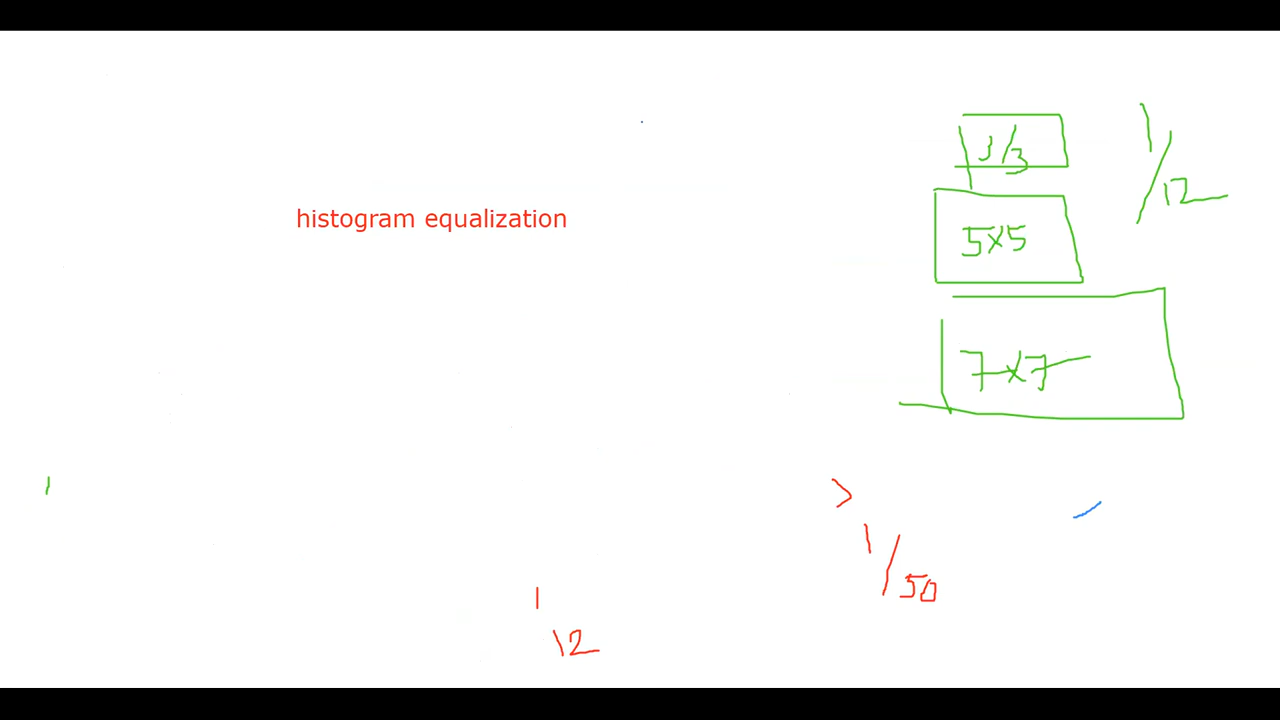 histogram equalization
3/3
1/12
5x5
7x7
>
1/50
1
12